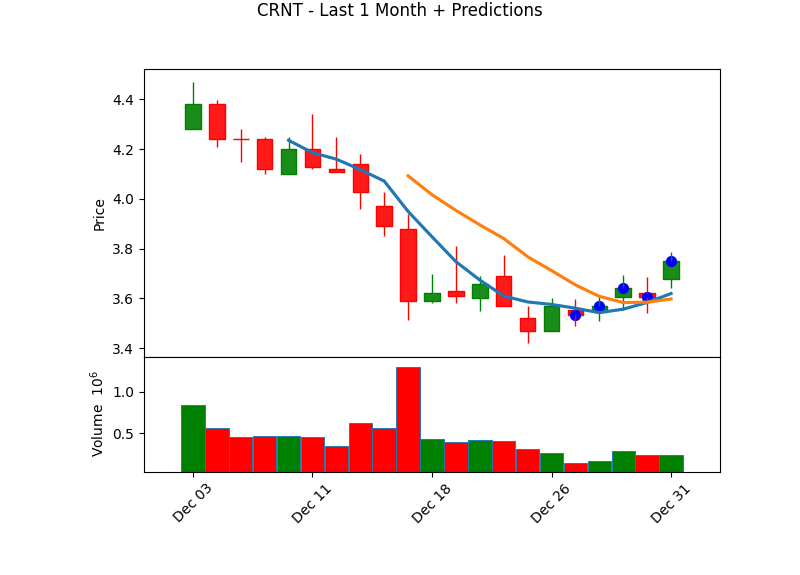 CRNT - Last 1 Month + Predictions
Price
4.4
4.2
4.0
3.8
3.6
3.4
Volume 10^6
1.0
0.5
Dec 03
Dec 11
Dec 18
Dec 26
Dec 31